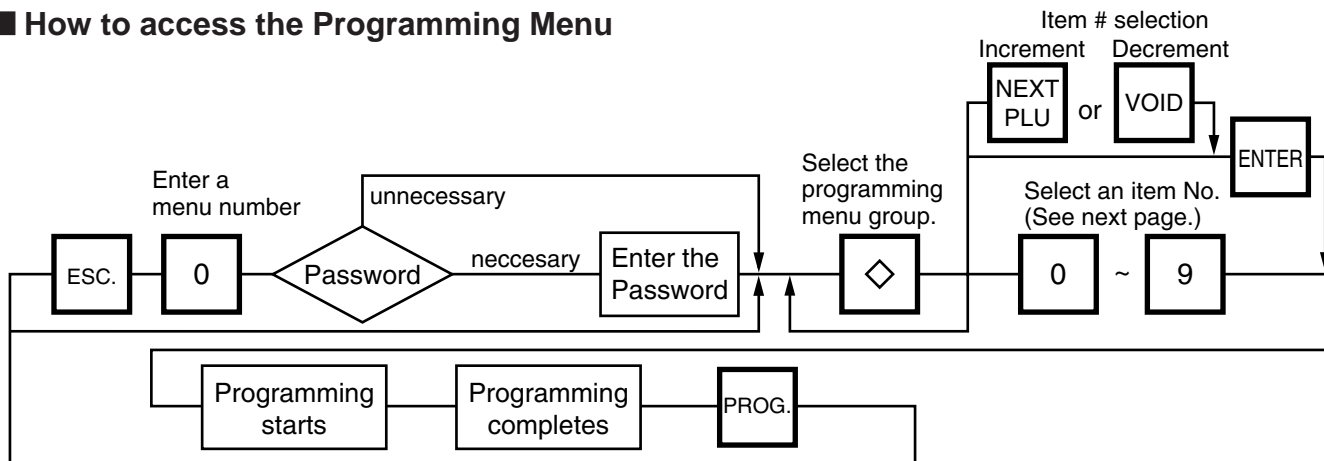 ■ How to access the Programming Menu
Item # selection
Increment Decrement
NEXT
PLU
or
VOID
ENTER
Enter a
menu number
unnecessary
Select the
programming
menu group.
Select an item No.
(See next page.)
ESC.
0
Password
neccesary
Enter the
Password
◇
0
~
9
Programming
starts
Programming
completes
PROG.